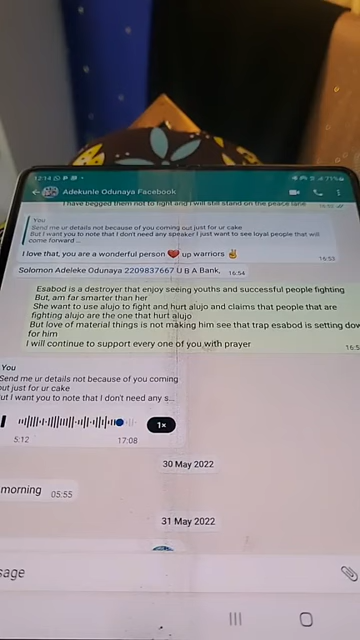 12:14
71%
Adekunle Odunaya Facebook
I have begged them not to fight and I will still stand on the peace lane
You
Send me ur details not because of you coming out just for ur cake
But I want you to note that I don't need any speaker I just want to see loyal people that will
come forward ..
I love that, you are a wonderful person ❤️ up warriors ✌️
16:53
Solomon Adeleke Odunaya 2209837667 U B A Bank,
16:54
Esabod is a destroyer that enjoy seeing youths and successful people fighting
But, am far smarter than her
She want to use alujo to fight and hurt alujo and claims that people that are
fighting alujo are the one that hurt alujo
But love of material things is not making him see that trap esabod is setting dow
for him
I will continue to support every one of you with prayer
16:5
You
Send me ur details not because of you coming
out just for ur cake
But I want you to note that I don't need any s...
1×
5:12
17:08
30 May 2022
morning
05:55
31 May 2022
sage